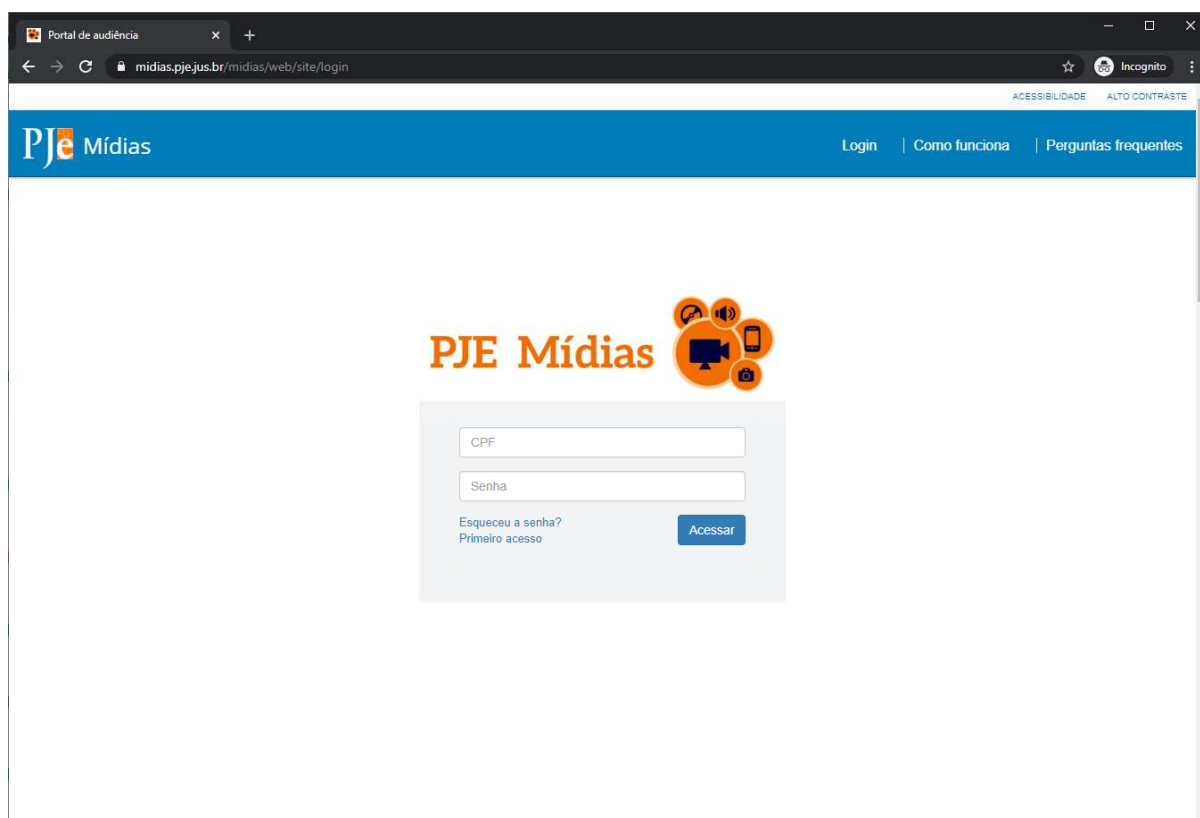 Portal de audiência
midias.pje.jus.br/midias/web/site/login
Incognito
ACESSIBILIDADE ALTO CONTRASTE
PJe Mídias
Login | Como funciona | Perguntas frequentes
PJE Mídias
CPF
Senha
Esqueceu a senha?
Acessar
Primeiro acesso